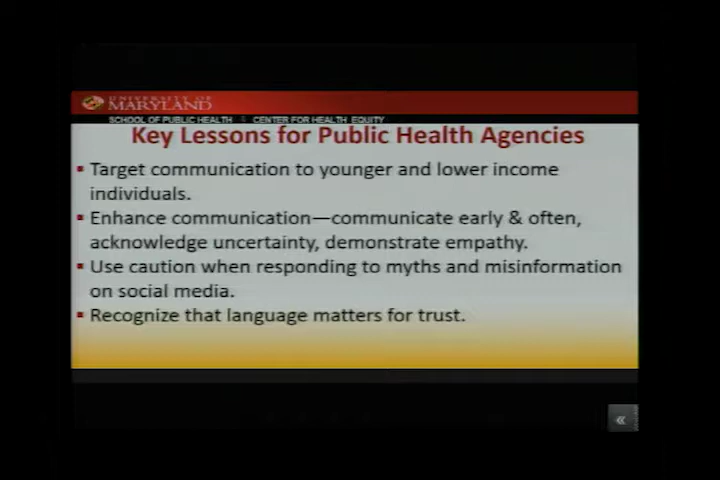 UNIVERSITY OF
MARYLAND
SCHOOL OF PUBLIC HEALTH CENTER FOR HEALTH EQUITY
Key Lessons for Public Health Agencies
▪ Target communication to younger and lower income
individuals.
▪ Enhance communication—communicate early & often,
acknowledge uncertainty, demonstrate empathy.
▪ Use caution when responding to myths and misinformation
on social media.
▪ Recognize that language matters for trust.
«